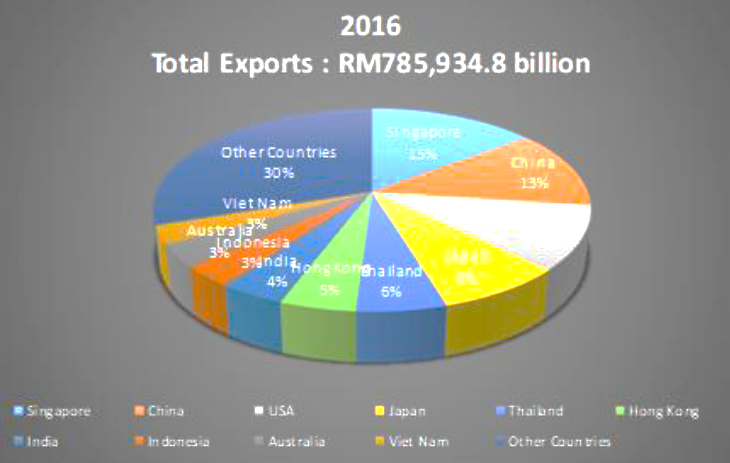 2016
Total Exports : RM785,934.8 billion
Singapore
15%
China
13%
Other Countries
30%
Viet Nam
3%
Australia
3%
Indonesia
3%
India
4%
Hong Kong
5%
Thailand
6%
Singapore China USA Japan Thailand Hong Kong
India Indonesia Australia Viet Nam Other Countries